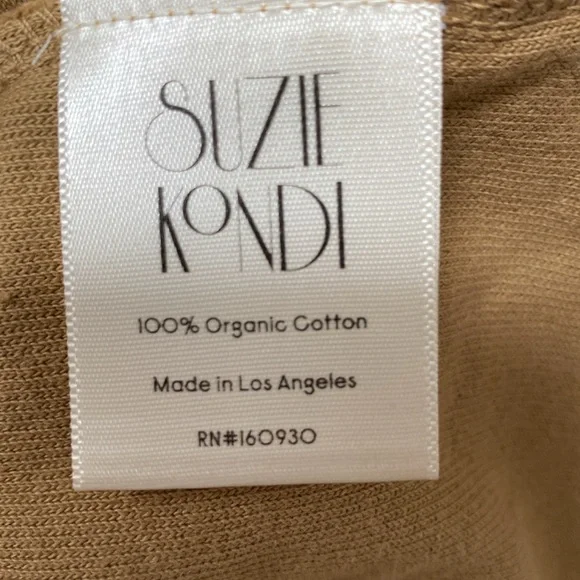 SUZIE
KONDI
100% Organic Cotton
Made in Los Angeles
RN#160930